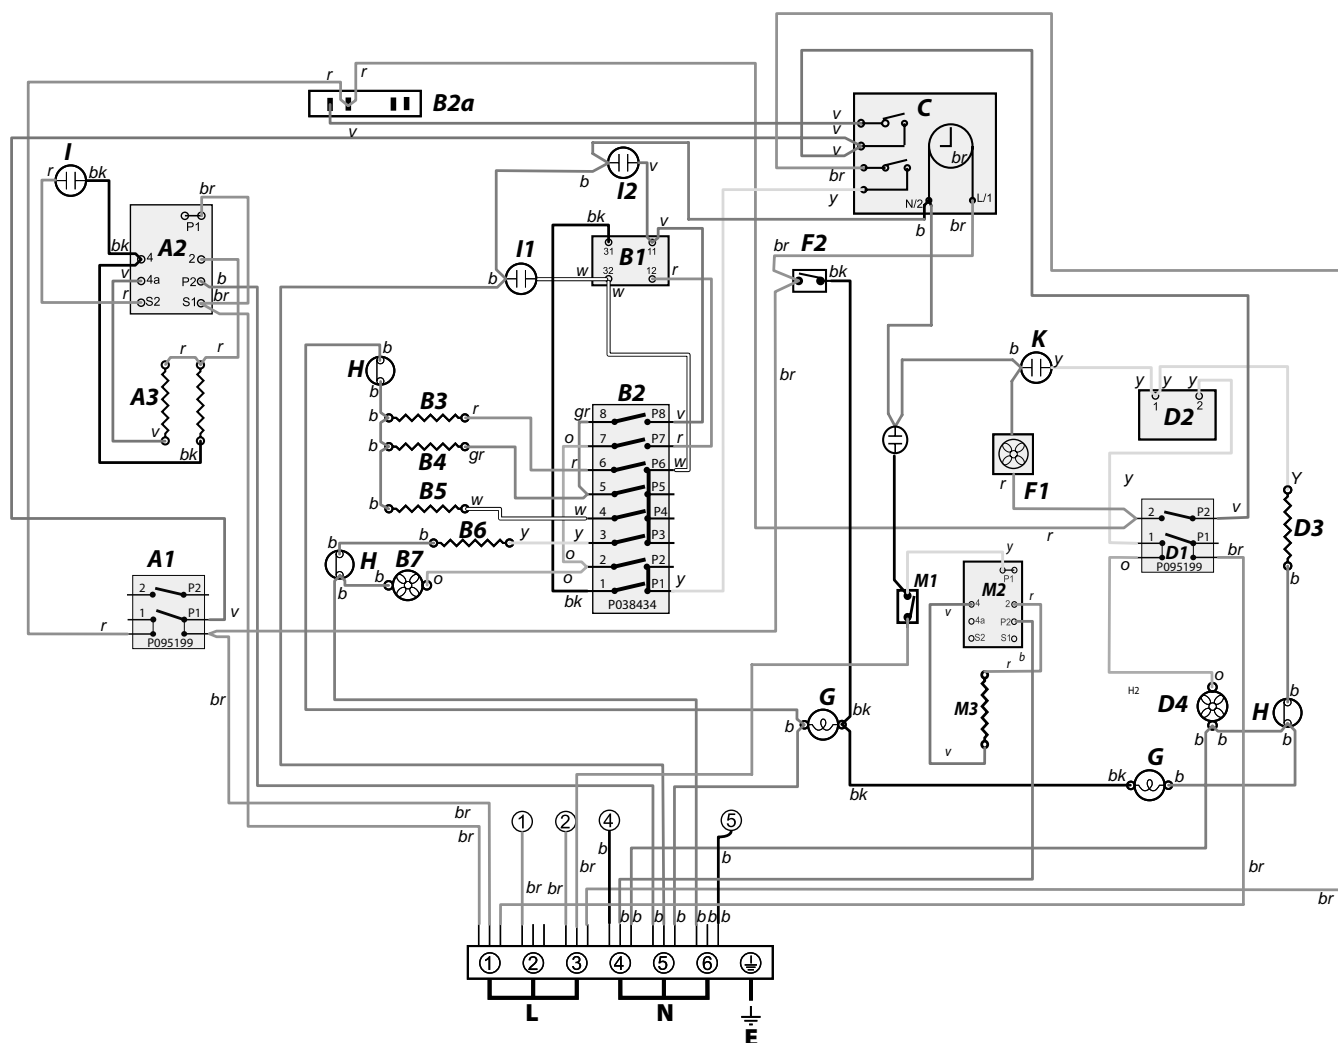 r
r
B2a
C
v
v
v
v
br
br
y
N/2
L/1
b
br
I
r
bk
br
P1
A2
bk
4
2
v
4a
P2
b
r
S2
S1
br
b
I2
v
bk
v
31
11
I1
B1
b
w
32
12
r
w
br
F2
bk
br
r
r
A3
v
bk
b
H
b
b
B3
r
b
B4
gr
B5
b
w
B6
b
y
b
H
B7
b
b
o
B2
gr
8
P8
v
o
7
P7
r
r
6
P6
w
5
P5
w
4
P4
y
3
P3
o
2
P2
o
1
P1
y
bk
P038434
K
b
y
y
y
y
1
2
D2
F1
r
y
r
Y
D3
b
2
P2
v
1
P1
br
D1
P095199
o
A1
2
P2
1
P1
v
r
P095199
br
M1
y
P1
M2
v
4
2
r
4a
P2
S2
S1
b
r
M3
v
H2
o
D4
b
b
b
H
b
G
bk
b
G
bk
b
bk
br
br
1
2
4
5
br
b
b
br
br
br
br
b
b
b
b
b
b
b
1
2
3
4
5
6
L
N
E